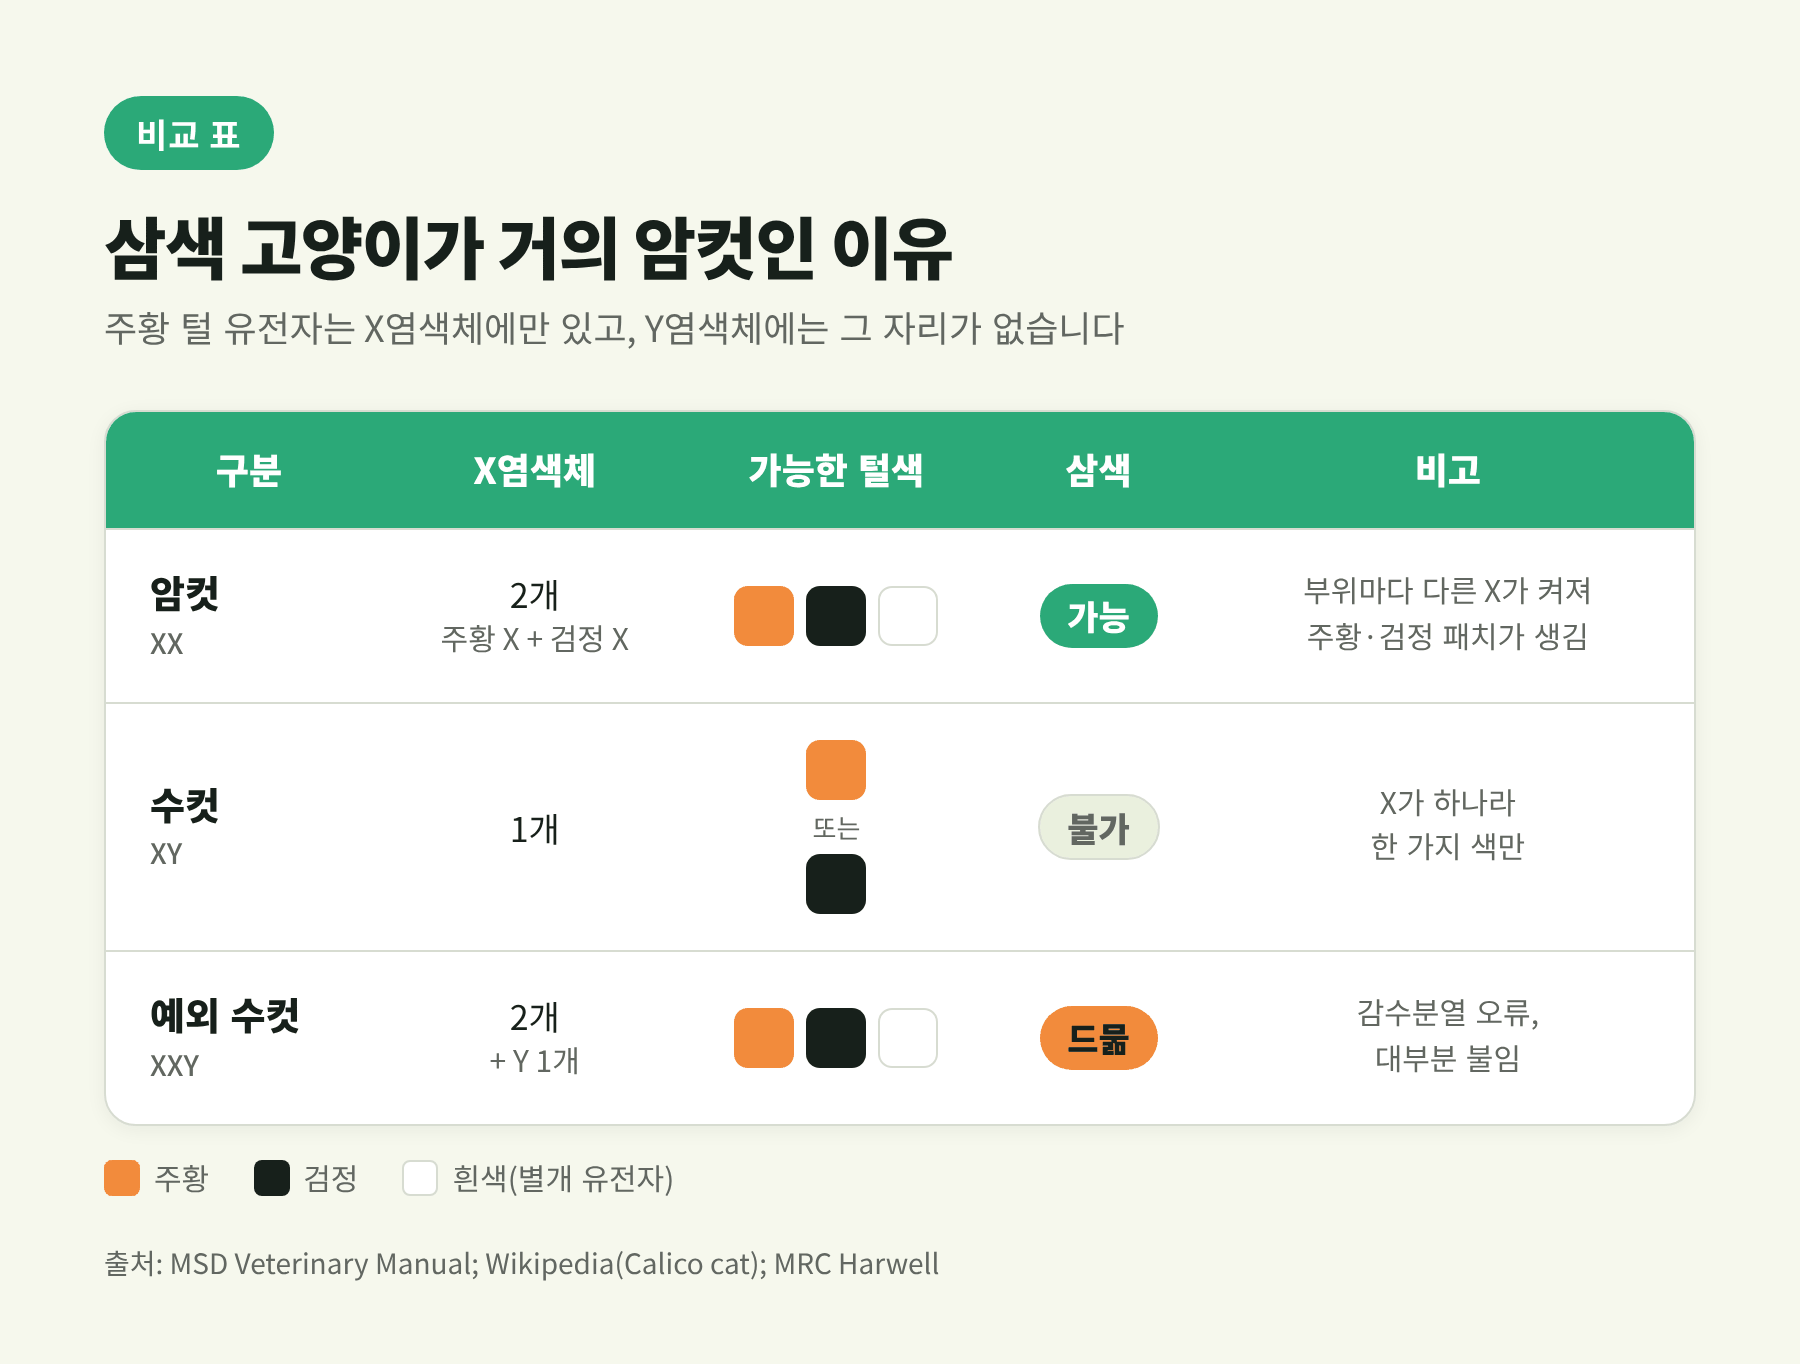 비교 표
삼색 고양이가 거의 암컷인 이유
주황 털 유전자는 X염색체에만 있고, Y염색체에는 그 자리가 없습니다
구분
X염색체
가능한 털색
삼색
비고
암컷
XX
2개
주황 X + 검정 X
가능
부위마다 다른 X가 켜져
주황·검정 패치가 생김
수컷
XY
1개
또는
불가
X가 하나라
한 가지 색만
예외 수컷
XXY
2개
+ Y 1개
드묾
감수분열 오류,
대부분 불임
주황
검정
흰색(별개 유전자)
출처: MSD Veterinary Manual; Wikipedia(Calico cat); MRC Harwell